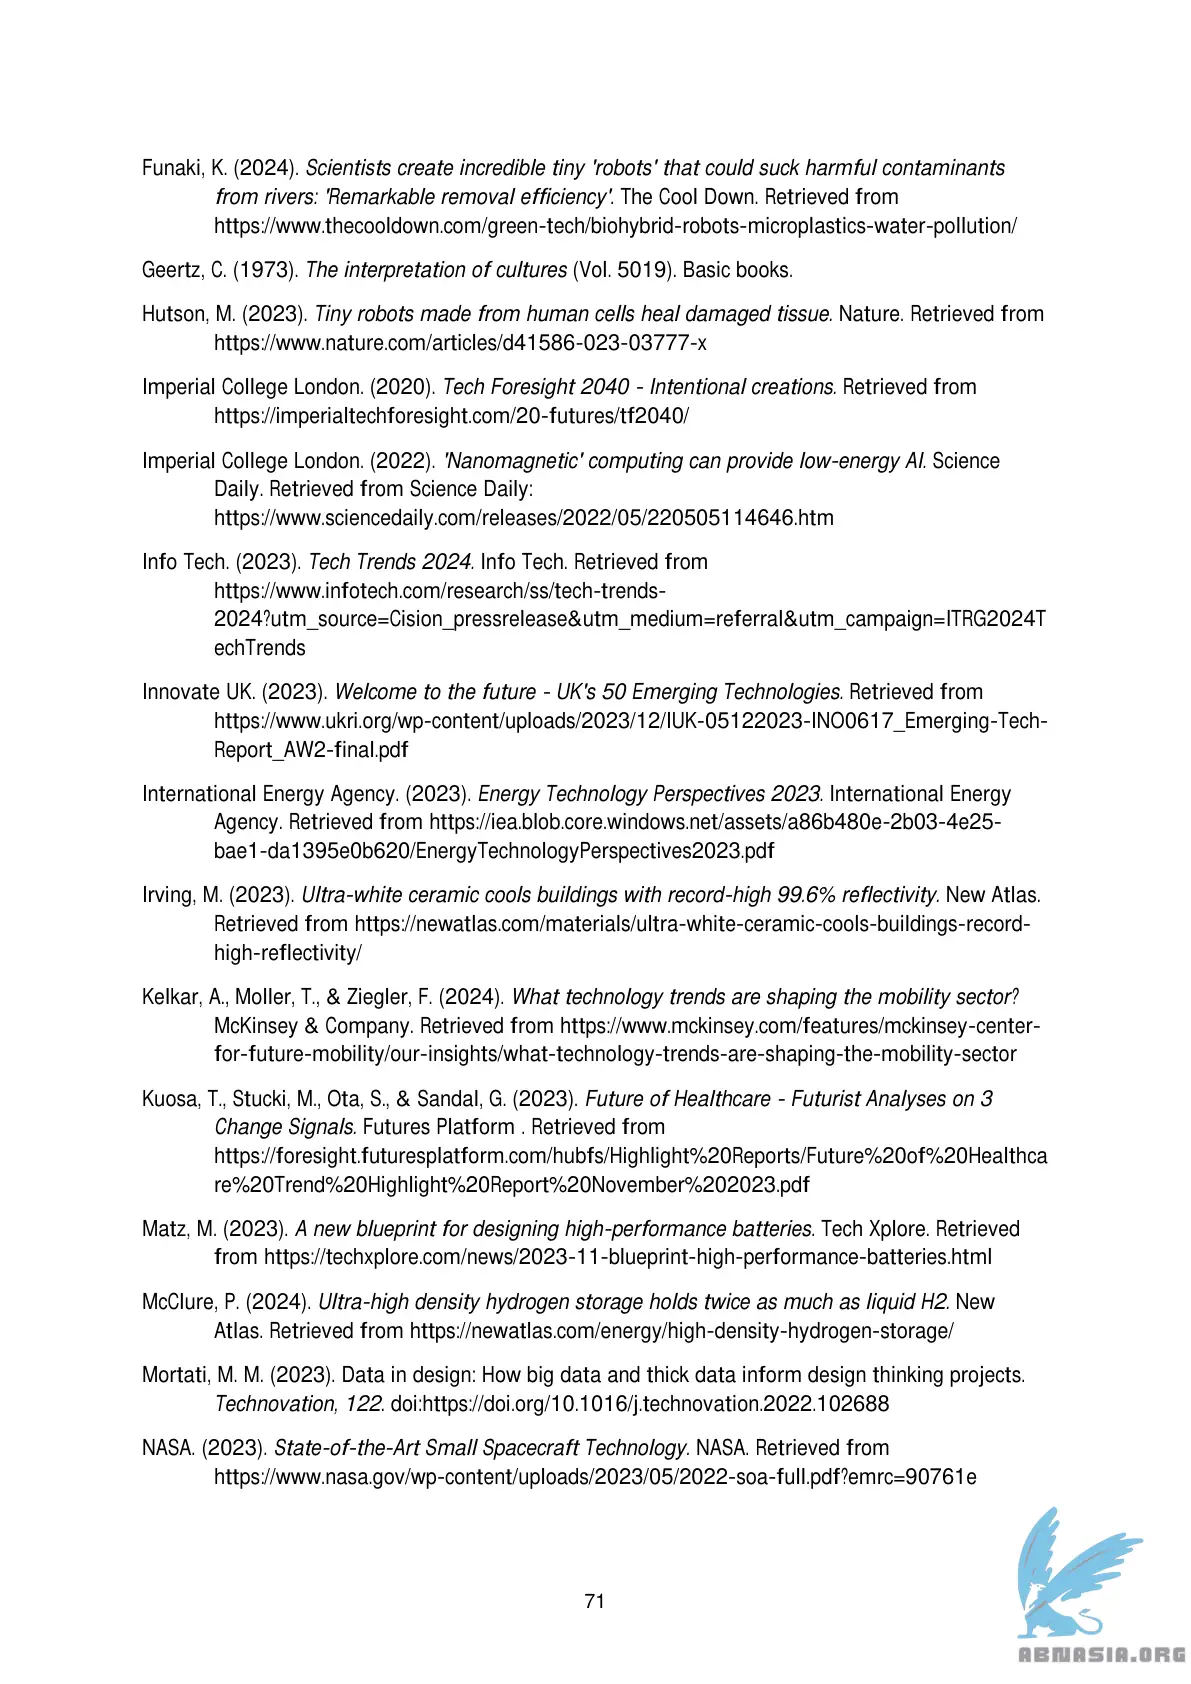 Funaki, K. (2024). Scientists create incredible tiny 'robots' that could suck harmful contaminants
from rivers: 'Remarkable removal efficiency'. The Cool Down. Retrieved from
https://www.thecooldown.com/green-tech/biohybrid-robots-microplastics-water-pollution/
Geertz, C. (1973). The interpretation of cultures (Vol. 5019). Basic books.
Hutson, M. (2023). Tiny robots made from human cells heal damaged tissue. Nature. Retrieved from
https://www.nature.com/articles/d41586-023-03777-x
Imperial College London. (2020). Tech Foresight 2040 - Intentional creations. Retrieved from
https://imperialtechforesight.com/20-futures/tf2040/
Imperial College London. (2022). 'Nanomagnetic' computing can provide low-energy AI. Science
Daily. Retrieved from Science Daily:
https://www.sciencedaily.com/releases/2022/05/220505114646.htm
Info Tech. (2023). Tech Trends 2024. Info Tech. Retrieved from
https://www.infotech.com/research/ss/tech-trends-
2024?utm_source=Cision_pressrelease&utm_medium=referral&utm_campaign=ITRG2024T
echTrends
Innovate UK. (2023). Welcome to the future - UK's 50 Emerging Technologies. Retrieved from
https://www.ukri.org/wp-content/uploads/2023/12/IUK-05122023-INO0617_Emerging-Tech-
Report_AW2-final.pdf
International Energy Agency. (2023). Energy Technology Perspectives 2023. International Energy
Agency. Retrieved from https://iea.blob.core.windows.net/assets/a86b480e-2b03-4e25-
bae1-da1395e0b620/EnergyTechnologyPerspectives2023.pdf
Irving, M. (2023). Ultra-white ceramic cools buildings with record-high 99.6% reflectivity. New Atlas.
Retrieved from https://newatlas.com/materials/ultra-white-ceramic-cools-buildings-record-
high-reflectivity/
Kelkar, A., Moller, T., & Ziegler, F. (2024). What technology trends are shaping the mobility sector?
McKinsey & Company. Retrieved from https://www.mckinsey.com/features/mckinsey-center-
for-future-mobility/our-insights/what-technology-trends-are-shaping-the-mobility-sector
Kuosa, T., Stucki, M., Ota, S., & Sandal, G. (2023). Future of Healthcare - Futurist Analyses on 3
Change Signals. Futures Platform . Retrieved from
https://foresight.futuresplatform.com/hubfs/Highlight%20Reports/Future%20of%20Healthca
re%20Trend%20Highlight%20Report%20November%202023.pdf
Matz, M. (2023). A new blueprint for designing high-performance batteries. Tech Xplore. Retrieved
from https://techxplore.com/news/2023-11-blueprint-high-performance-batteries.html
McClure, P. (2024). Ultra-high density hydrogen storage holds twice as much as liquid H2. New
Atlas. Retrieved from https://newatlas.com/energy/high-density-hydrogen-storage/
Mortati, M. M. (2023). Data in design: How big data and thick data inform design thinking projects.
Technovation, 122. doi:https://doi.org/10.1016/j.technovation.2022.102688
NASA. (2023). State-of-the-Art Small Spacecraft Technology. NASA. Retrieved from
https://www.nasa.gov/wp-content/uploads/2023/05/2022-soa-full.pdf?emrc=90761e
71
ABNASIA.ORG